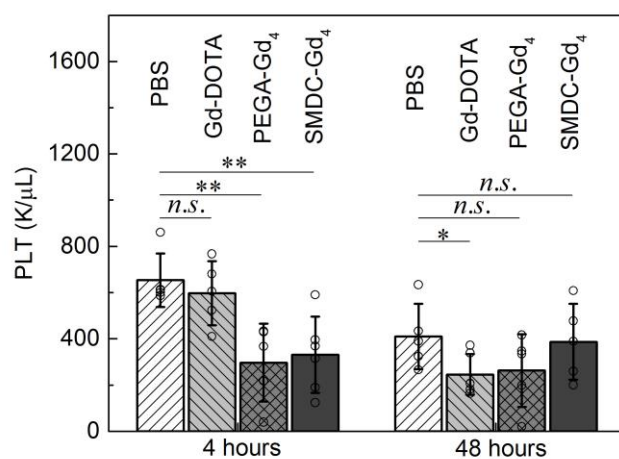 1600
1200
800
400
0
PLT (K/μL)
PBS
Gd-DOTA
PEGA-Gd4
SMDC-Gd4
**
**
n.s.
PBS
Gd-DOTA
PEGA-Gd4
SMDC-Gd4
n.s.
n.s.
*
4 hours
48 hours